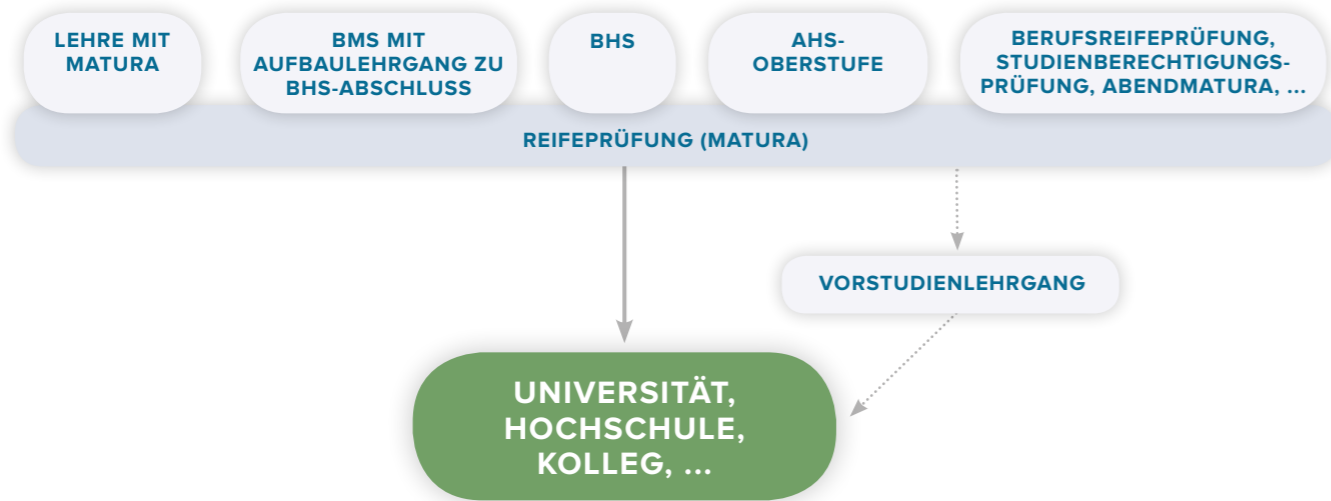 LEHRE MIT
MATURA
BMS MIT
AUFBAULEHRGANG ZU
BHS-ABSCHLUSS
BHS
AHS-
OBERSTUFE
BERUFSREIFEPRÜFUNG,
STUDIENBERECHTIGUNGS-
PRÜFUNG, ABENDMATURA, ...
REIFEPRÜFUNG (MATURA)
VORSTUDIENLEHRGANG
UNIVERSITÄT,
HOCHSCHULE,
KOLLEG, ...